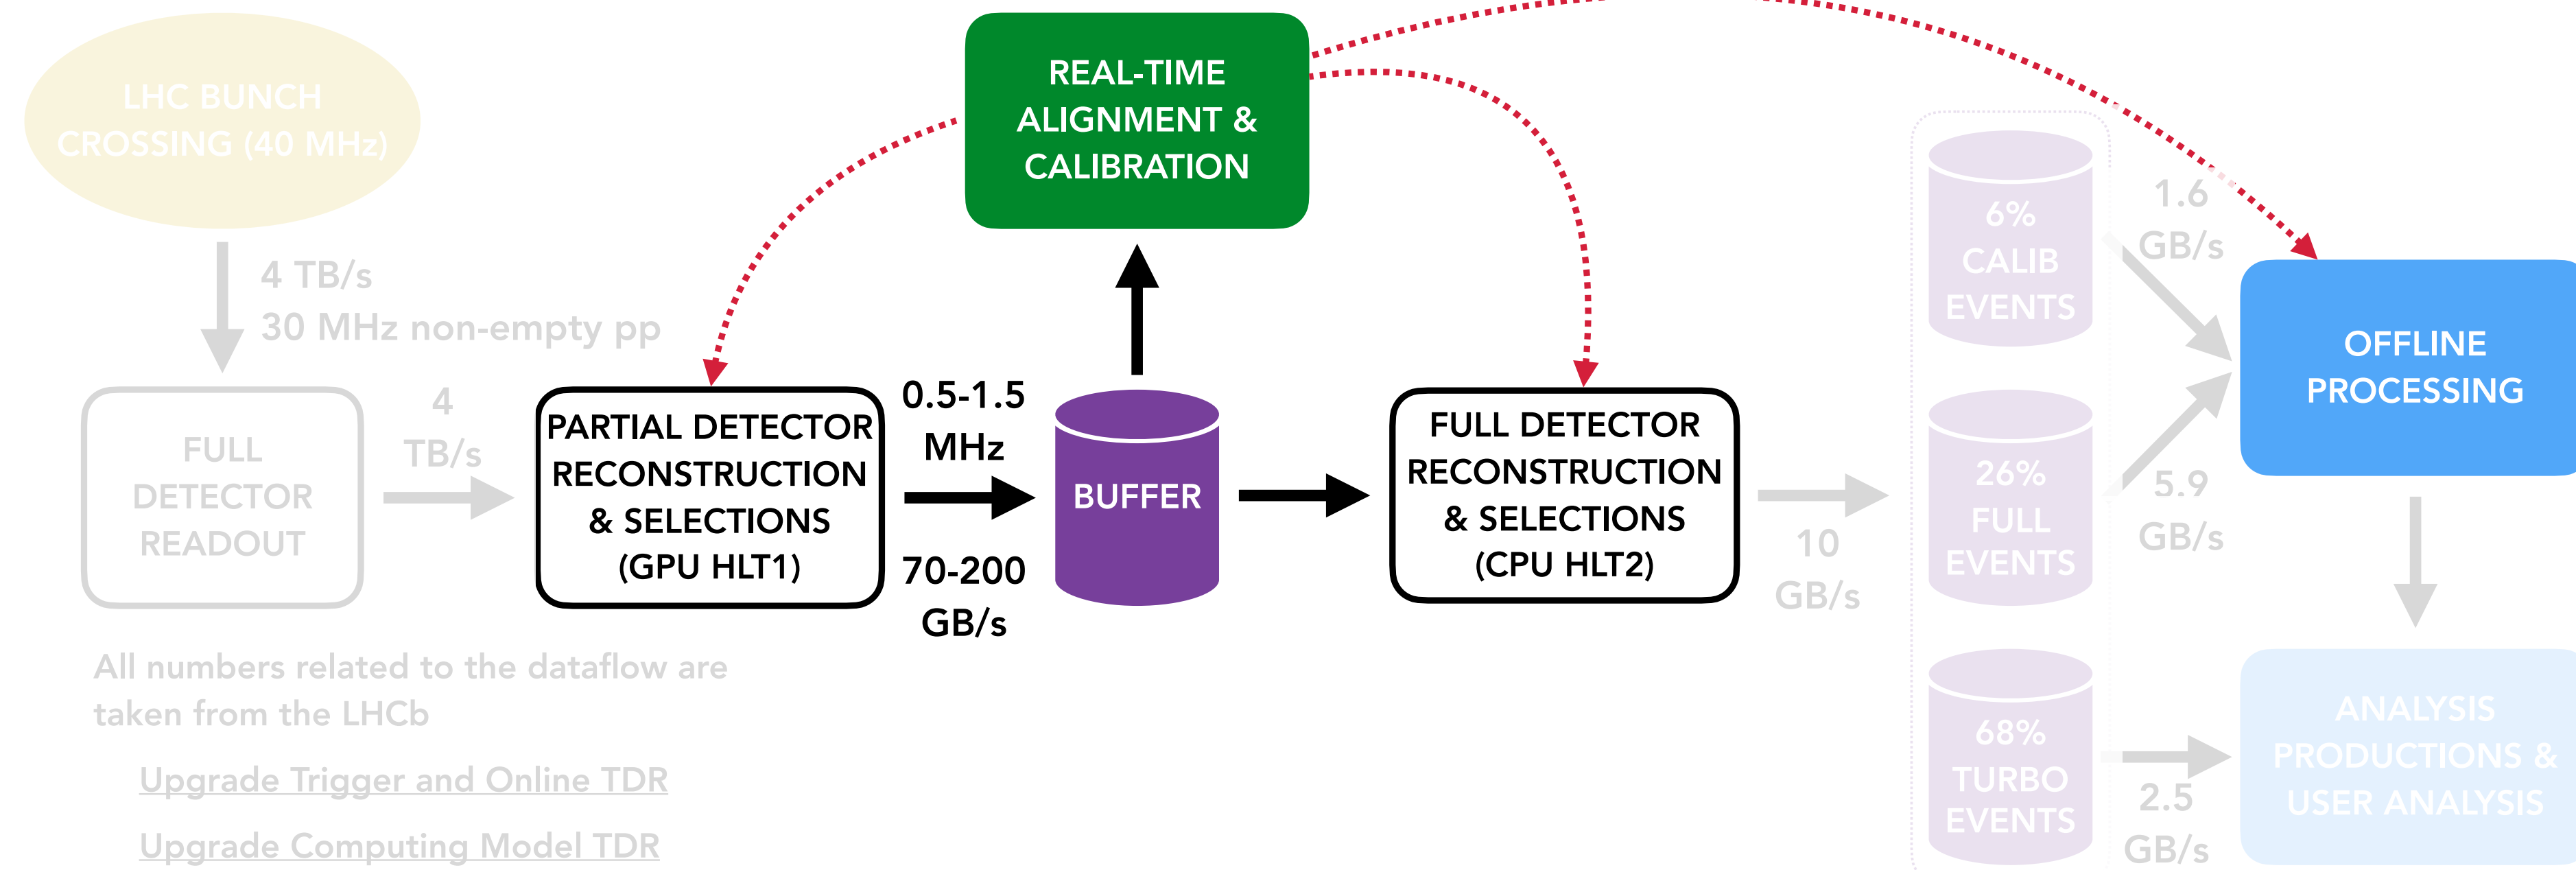 LHC BUNCH
CROSSING (40 MHz)
4 TB/s
30 MHz non-empty pp
FULL
DETECTOR
READOUT
4
TB/s
PARTIAL DETECTOR
RECONSTRUCTION
& SELECTIONS
(GPU HLT1)
0.5-1.5
MHz
70-200
GB/s
REAL-TIME
ALIGNMENT &
CALIBRATION
BUFFER
FULL DETECTOR
RECONSTRUCTION
& SELECTIONS
(CPU HLT2)
10
GB/s
6%
CALIB
EVENTS
26%
FULL
EVENTS
68%
TURBO
EVENTS
1.6
GB/s
5.9
GB/s
2.5
GB/s
OFFLINE
PROCESSING
ANALYSIS
PRODUCTIONS &
USER ANALYSIS
All numbers related to the dataflow are
taken from the LHCb
Upgrade Trigger and Online TDR
Upgrade Computing Model TDR